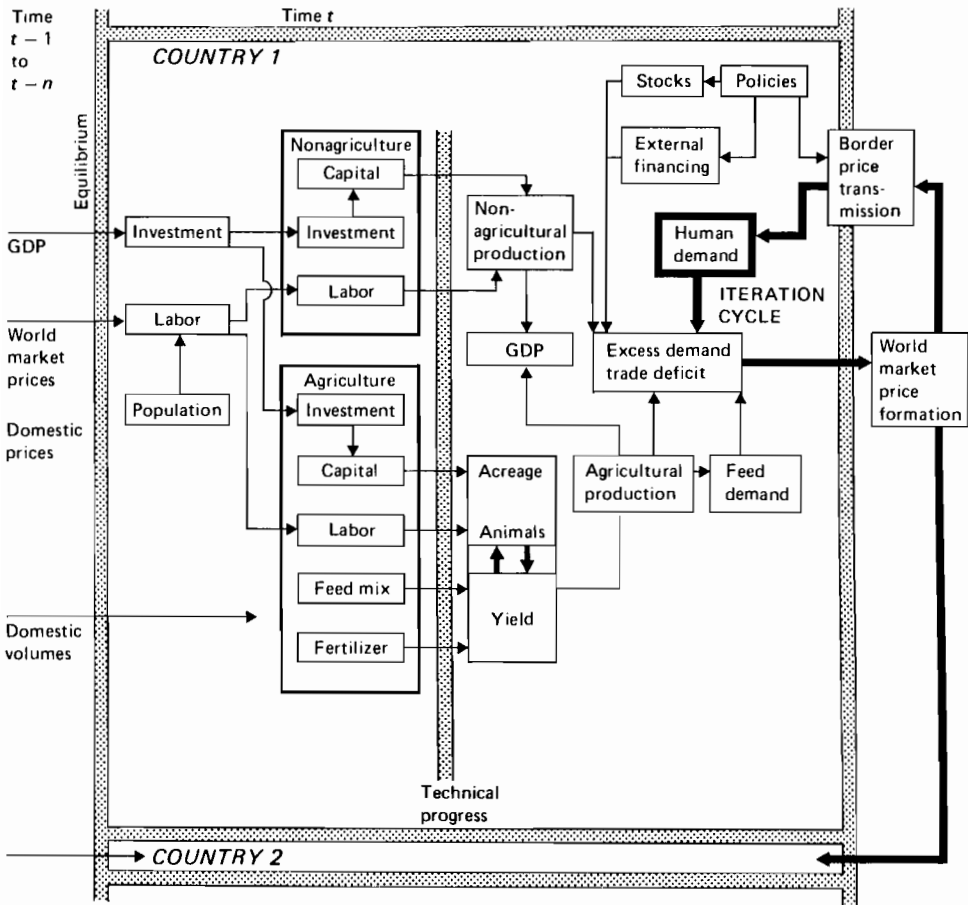 Time
t – 1
to
t – n
Time t
COUNTRY 1
Equilibrium
Stocks
Policies
Nonagriculture
Capital
External
financing
Border
price
trans-
mission
GDP
Investment
Investment
Non-
agricultural
production
Human
demand
Labor
ITERATION
CYCLE
World
market
prices
Labor
GDP
Excess demand
trade deficit
World
market
price
formation
Agriculture
Population
Investment
Domestic
prices
Capital
Acreage
Agricultural
production
Feed
demand
Labor
Animals
Feed mix
Yield
Domestic
volumes
Fertilizer
Technical
progress
COUNTRY 2